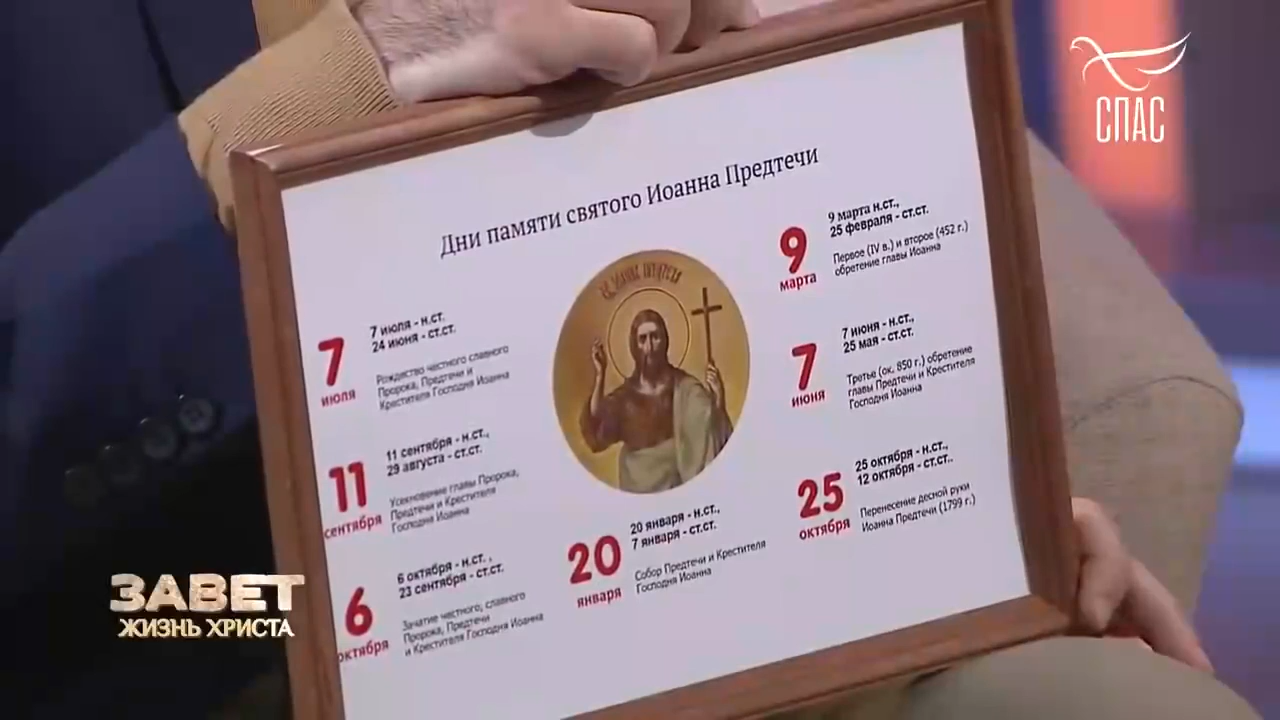 СПАС
Дни памяти святого Иоанна Предтечи
7
июля
7 июля - н.ст.
24 июня - ст.ст.
Рождество честного славного
Пророка, Предтечи и
Крестителя Господня Иоанна
11
сентября
11 сентября - н.ст.,
29 августа - ст.ст.
Усекновение главы Пророка,
Предтечи и Крестителя
Господня Иоанна
6
октября
6 октября - н.ст. ,
23 сентября - ст.ст.
Зачатие честного, славного
Пророка, Предтечи
и Крестителя Господня Иоанна
20
января
20 января - н.ст.,
7 января - ст.ст.
Собор Предтечи и Крестителя
Господня Иоанна
9
марта
9 марта н.ст.,
25 февраля - ст.ст.
Первое (IV в.) и второе (452 г.)
обретение главы Иоанна
7
июня
7 июня - н.ст.,
25 мая - ст.ст.
Третье (ок. 850 г.) обретение
главы Предтечи и Крестителя
Господня Иоанна
25
октября
25 октября - н.ст.,
12 октября - ст.ст..
Перенесение десной руки
Иоанна Предтечи (1799 г.)
ЗАВЕТ
ЖИЗНЬ ХРИСТА